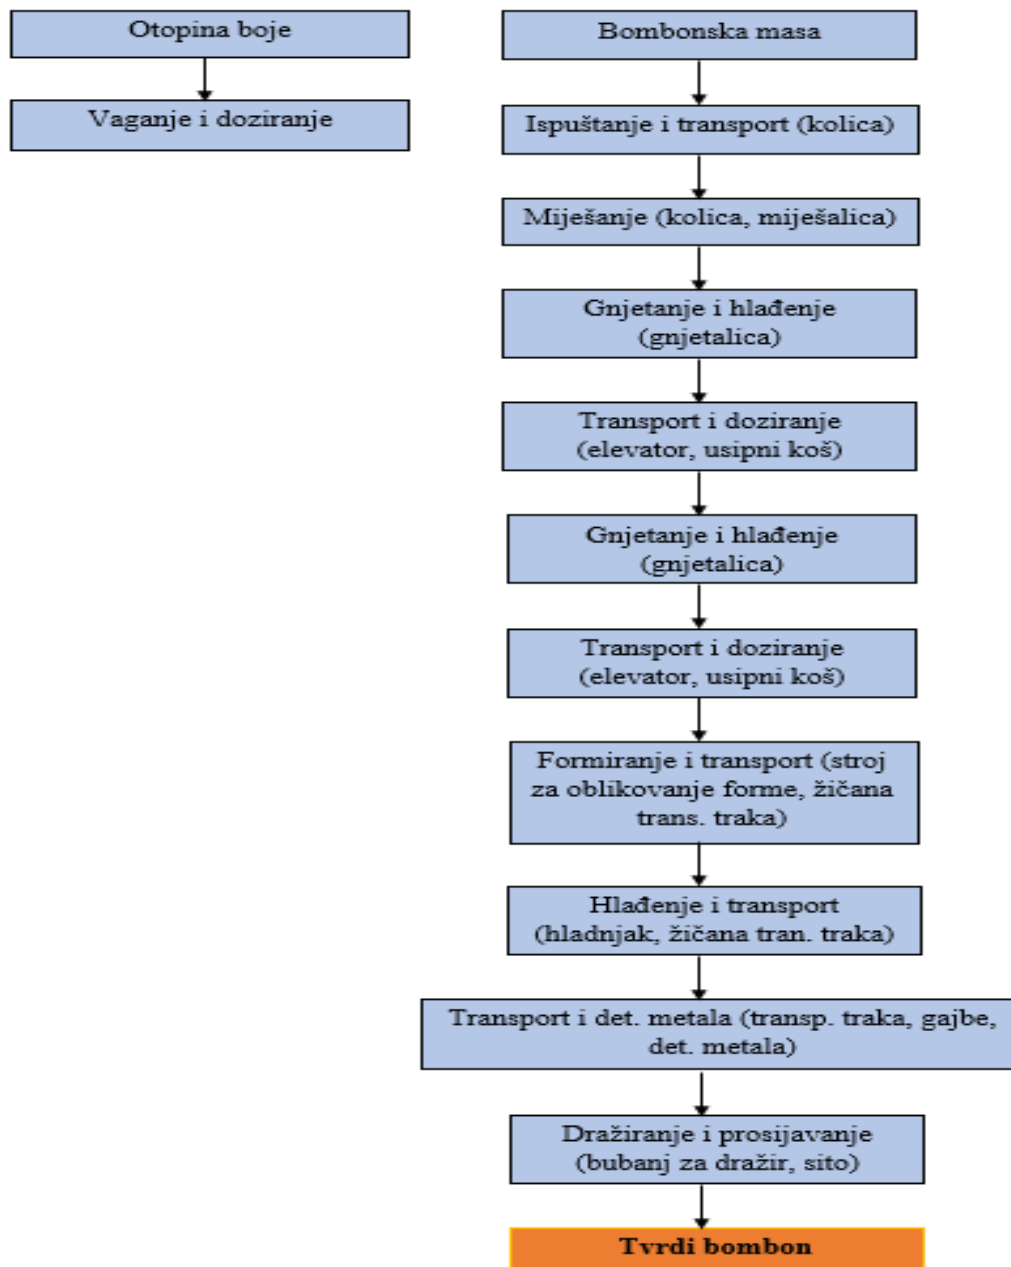 Otopina boje
Vaganje i doziranje
Bombonska masa
Ispuštanje i transport (kolica)
Miješanje (kolica, miješalica)
Gnjetanje i hlađenje
(gnjetalica)
Transport i doziranje
(elevator, usipni koš)
Gnjetanje i hlađenje
(gnjetalica)
Transport i doziranje
(elevator, usipni koš)
Formiranje i transport (stroj
za oblikovanje forme, žičana
trans. traka)
Hlađenje i transport
(hladnjak, žičana tran. traka)
Transport i det. metala (transp. traka, gajbe,
det. metala)
Dražiranje i prosijavanje
(bubanj za dražir, sito)
Tvrdi bombon